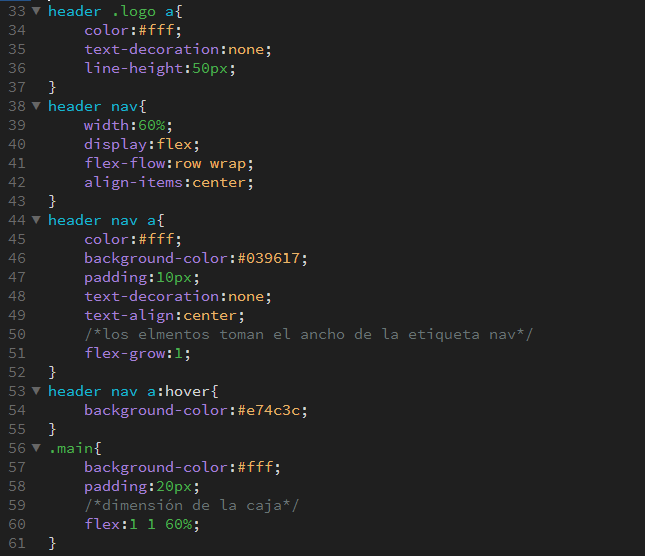 33 header .logo a{
34 color:#fff;
35 text-decoration:none;
36 line-height:50px;
37 }
38 header nav{
39 width:60%;
40 display:flex;
41 flex-flow:row wrap;
42 align-items:center;
43 }
44 header nav a{
45 color:#fff;
46 background-color:#039617;
47 padding:10px;
48 text-decoration:none;
49 text-align:center;
50 /*los elmentos toman el ancho de la etiqueta nav*/
51 flex-grow:1;
52 }
53 header nav a:hover{
54 background-color:#e74c3c;
55 }
56 .main{
57 background-color:#fff;
58 padding:20px;
59 /*dimensión de la caja*/
60 flex:1 1 60%;
61 }